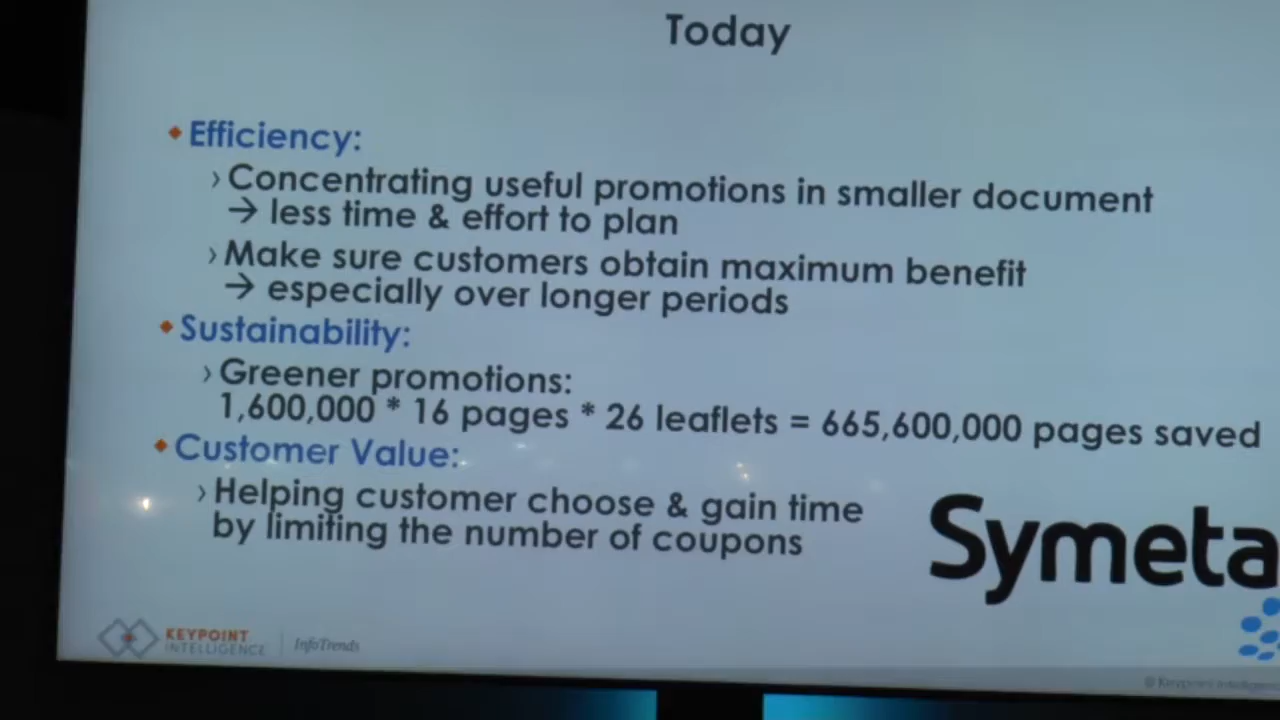 Today
Efficiency:
› Concentrating useful promotions in smaller document
→ less time & effort to plan
› Make sure customers obtain maximum benefit
→ especially over longer periods
Sustainability:
› Greener promotions:
1,600,000 * 16 pages * 26 leaflets = 665,600,000 pages saved
Customer Value:
› Helping customer choose & gain time
by limiting the number of coupons
Symeta
KEYPOINT
INTELLIGENCE
InfoTrends
© Keypoint Intelligence